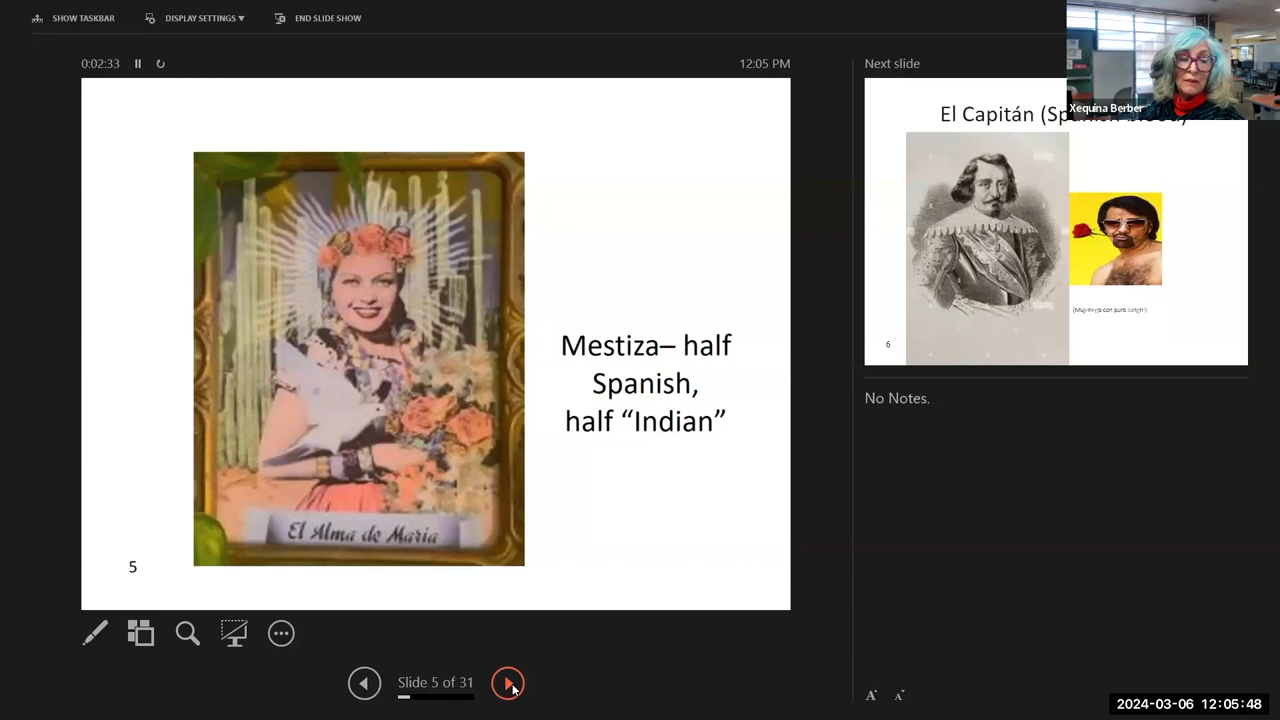 SHOW TASKBAR
DISPLAY SETTINGS ▼
END SLIDE SHOW
0:02:33
12:05 PM
Mestiza– half
Spanish,
half “Indian”
El Alma de Maria
5
Slide 5 of 31
Next slide
Xequina Berber
El Capitán (Spanish blood)
6
No Notes.
A
A
2024-03-06 12:05:48